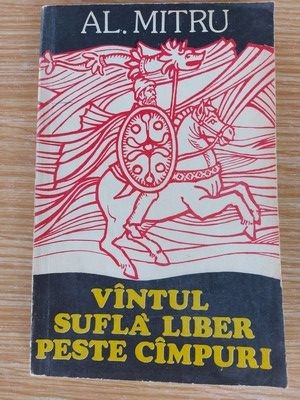 AL. MITRU
VÎNTUL
SUFLĂ LIBER
PESTE CÎMPURI